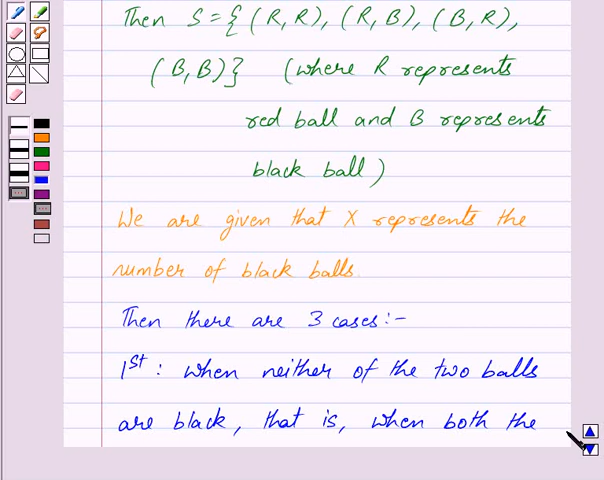 Then S = { (R, R), (R, B), (B, R),
(B, B)} (where R represents
red ball and B represents
black ball)
We are given that X represents the
number of black balls.
Then there are 3 cases:-
1st: when neither of the two balls
are black, that is, when both the